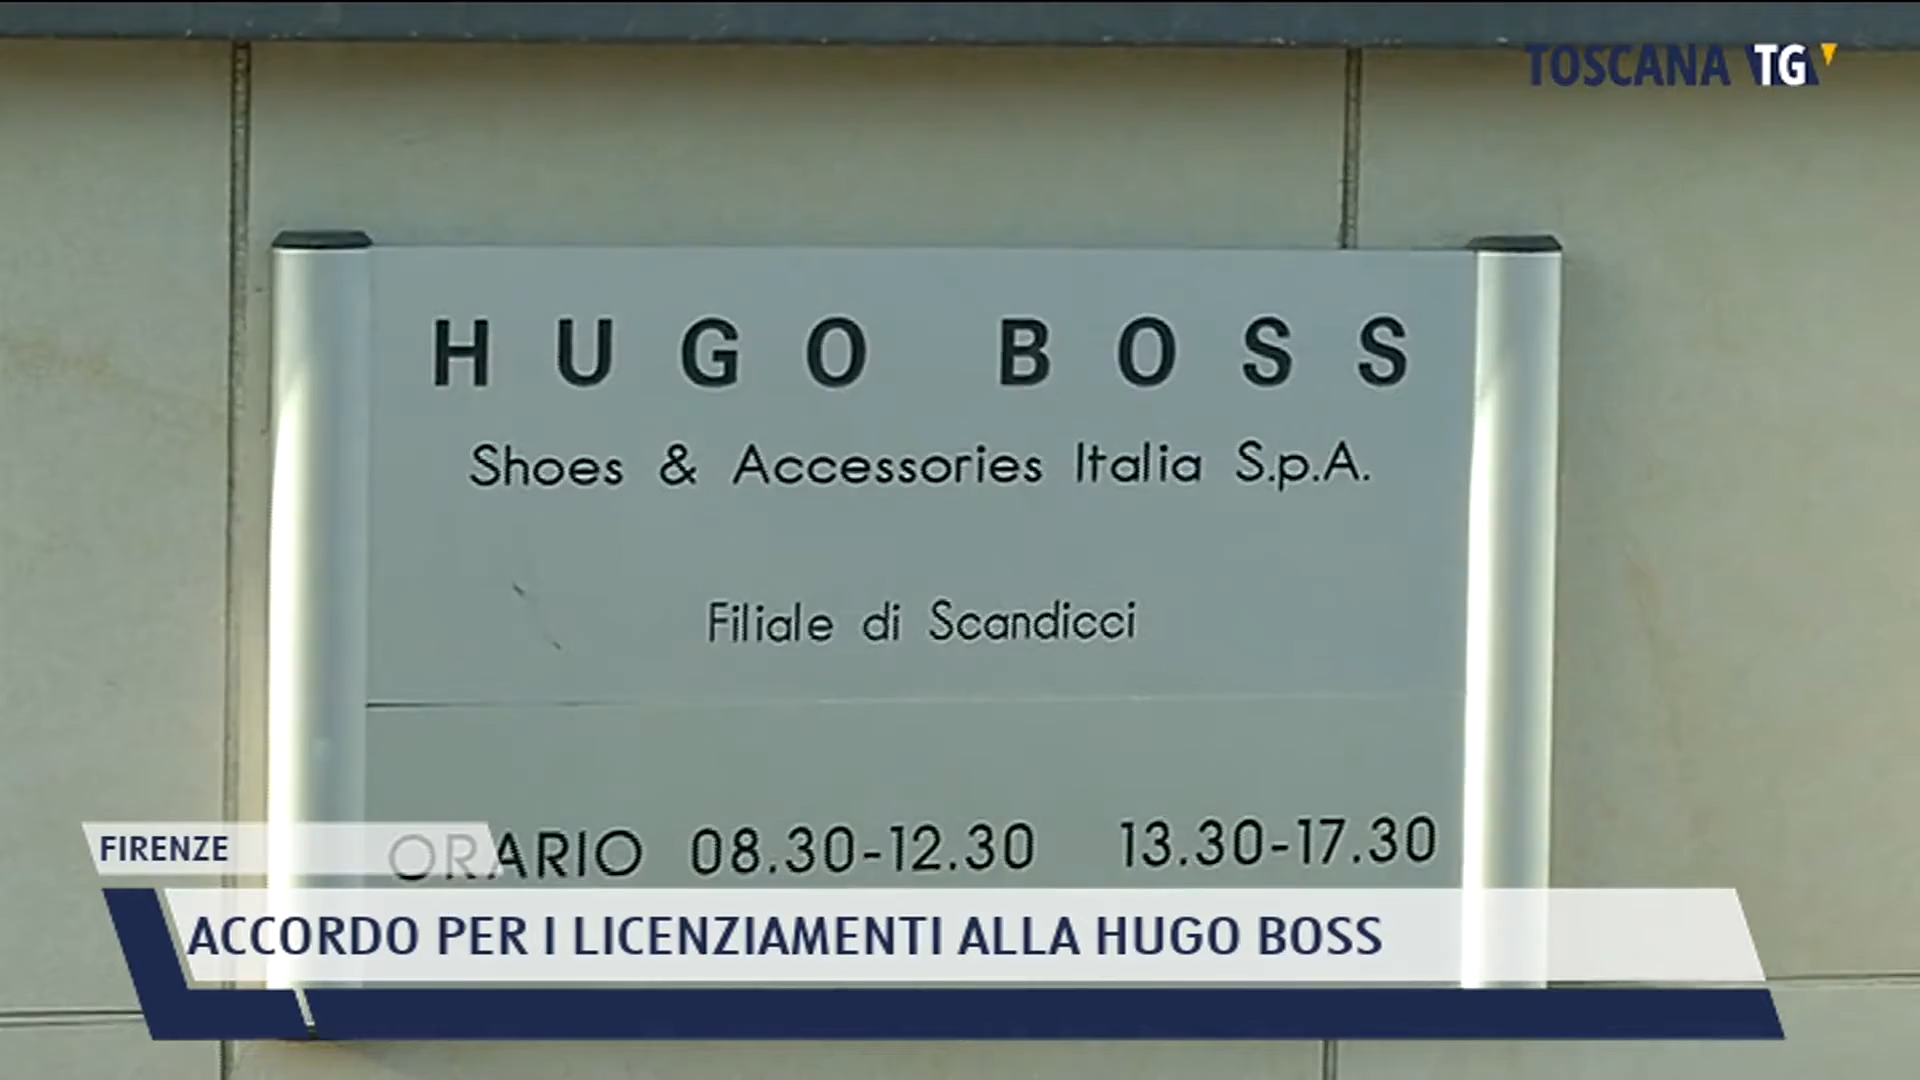 TOSCANA TG
HUGO BOSS
Shoes & Accessories Italia S.p.A.
Filiale di Scandicci
ORARIO 08.30-12.30 13.30-17.30
FIRENZE
ACCORDO PER I LICENZIAMENTI ALLA HUGO BOSS